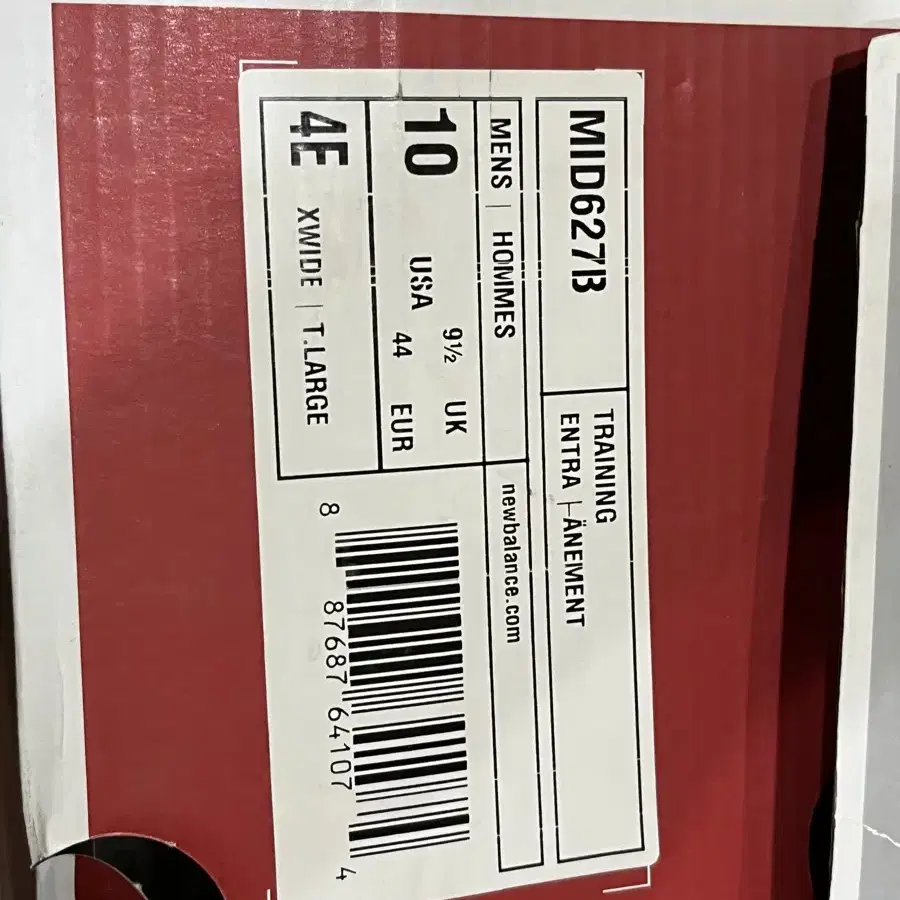 MID627B
TRAINING
ENTRA├ÄNEMENT
MENS | HOMMES
newbalance.com
10 USA
9½ UK
44 EUR
4E XWIDE | T.LARGE
8 87687 64107 4